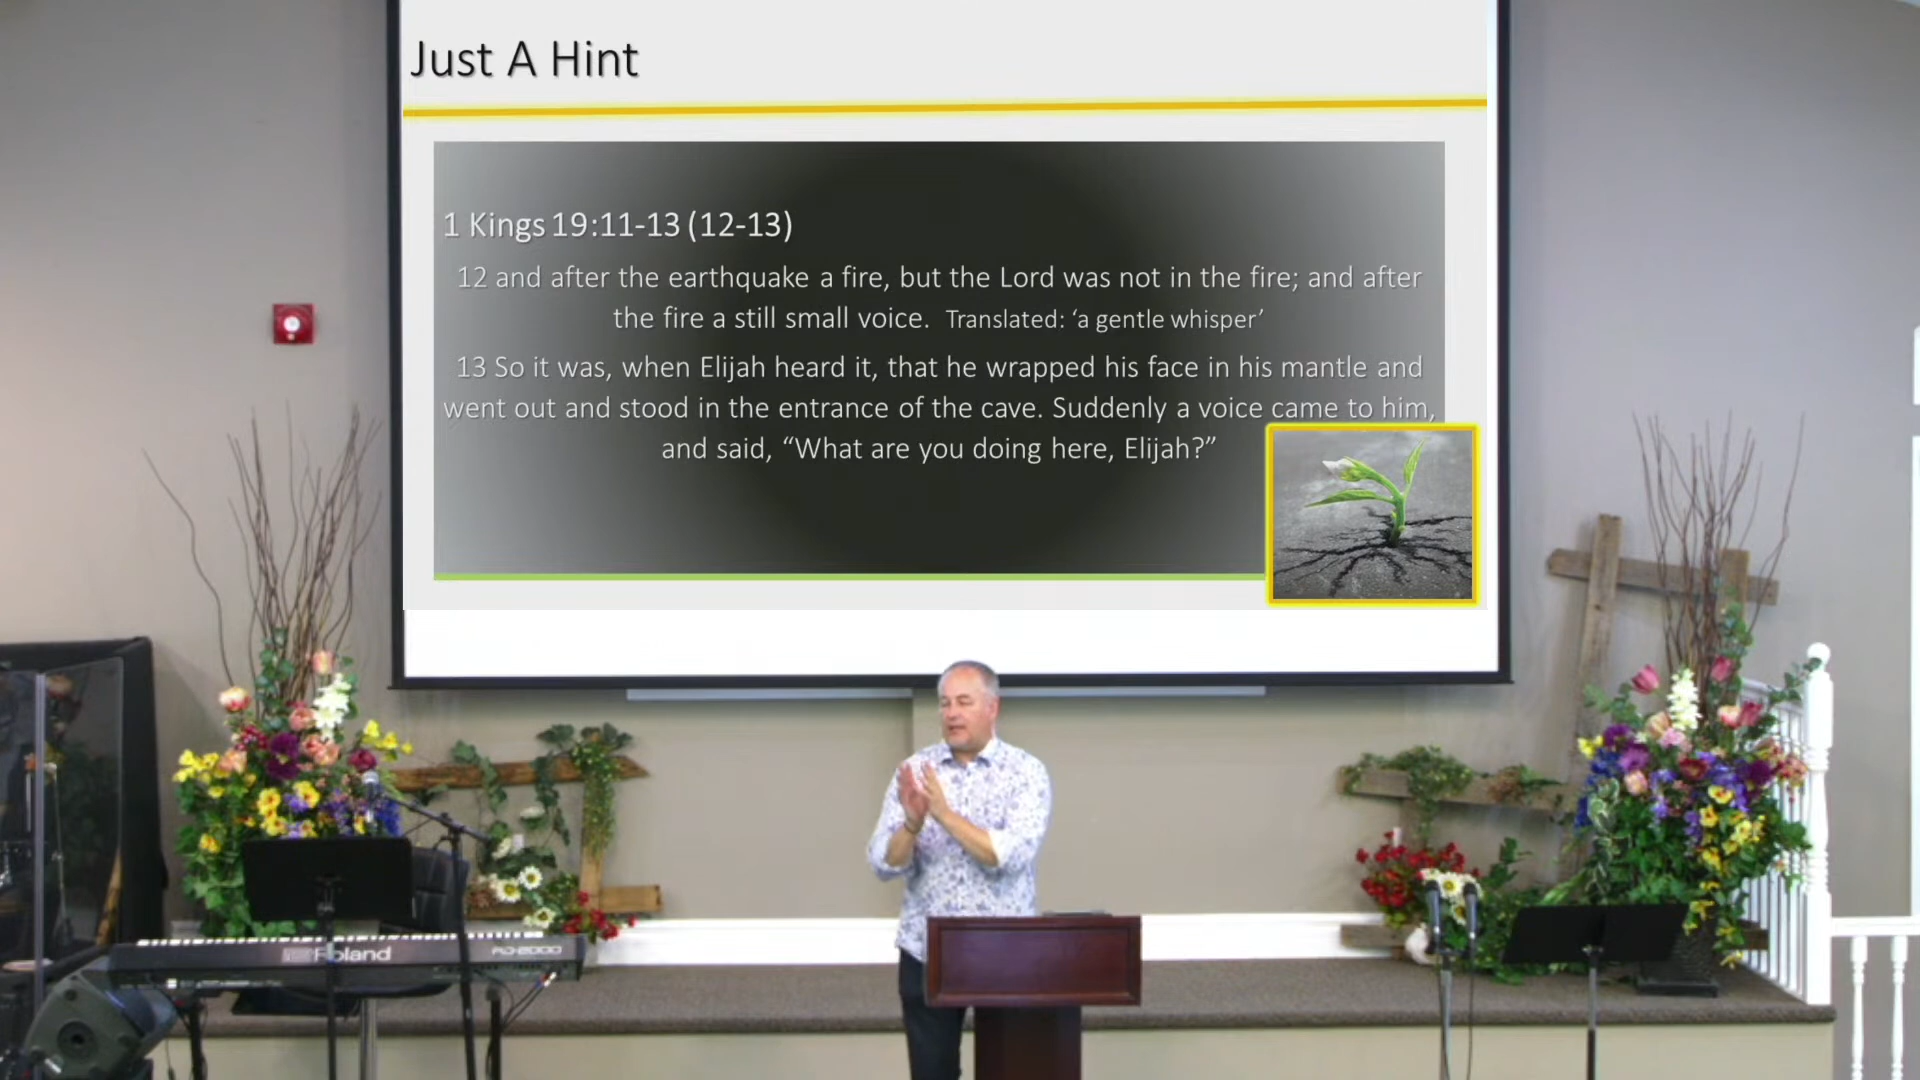 Just A Hint
1 Kings 19:11-13 (12-13)
12 and after the earthquake a fire, but the Lord was not in the fire; and after
the fire a still small voice. Translated: ‘a gentle whisper’
13 So it was, when Elijah heard it, that he wrapped his face in his mantle and
went out and stood in the entrance of the cave. Suddenly a voice came to him,
and said, “What are you doing here, Elijah?”
Roland